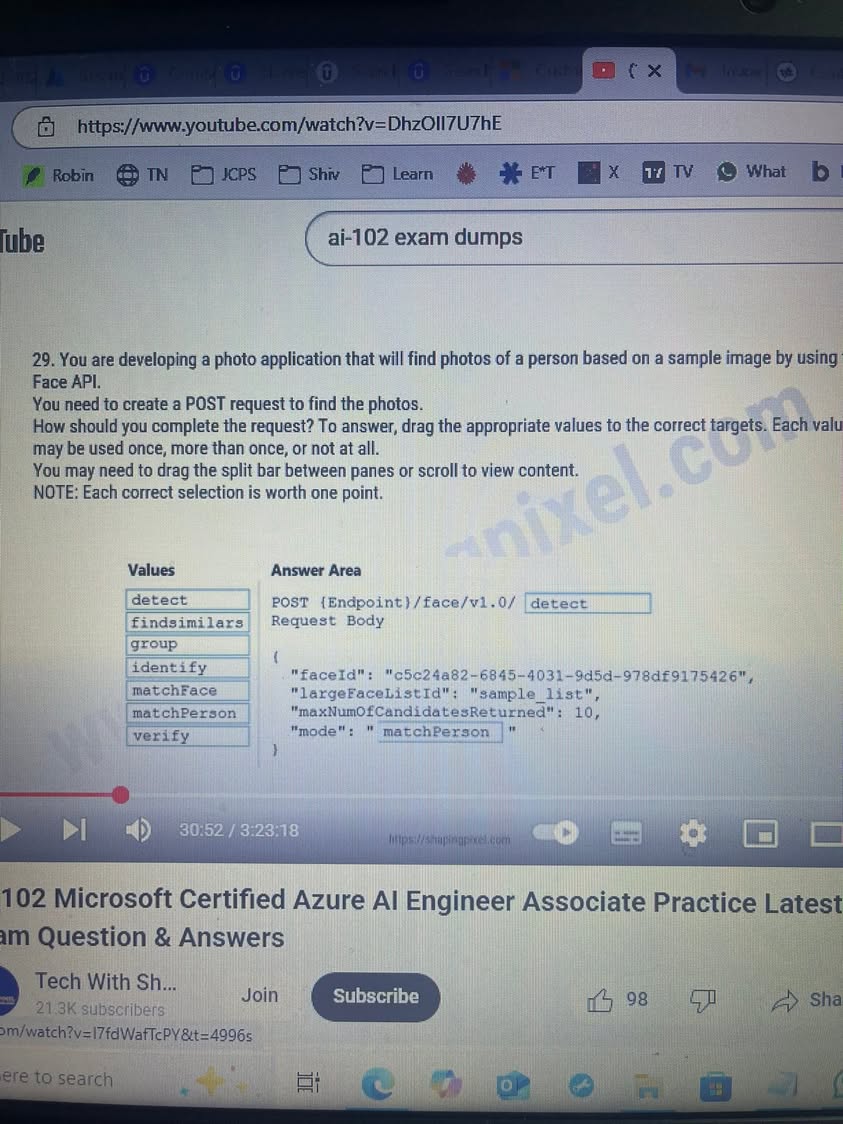 https://www.youtube.com/watch?v=DhzOIl7U7hE
Robin TN JCPS Shiv Learn E*T X TV What
Tube
ai-102 exam dumps
29. You are developing a photo application that will find photos of a person based on a sample image by using
Face API.
You need to create a POST request to find the photos.
How should you complete the request? To answer, drag the appropriate values to the correct targets. Each valu
may be used once, more than once, or not at all.
You may need to drag the split bar between panes or scroll to view content.
NOTE: Each correct selection is worth one point.
Values
detect
findsimilars
group
identify
matchFace
matchPerson
verify
Answer Area
POST {Endpoint}/face/v1.0/ detect
Request Body
{
"faceId": "c5c24a82-6845-4031-9d5d-978df9175426",
"largeFaceListId": "sample_list",
"maxNumOfCandidatesReturned": 10,
"mode": " matchPerson "
}
30:52 / 3:23:18
https://shapingpixel.com
102 Microsoft Certified Azure AI Engineer Associate Practice Latest
am Question & Answers
Tech With Sh...
21.3K subscribers
Join
Subscribe
98
Sha
om/watch?v=I7fdWafTcPY&t=4996s
ere to search